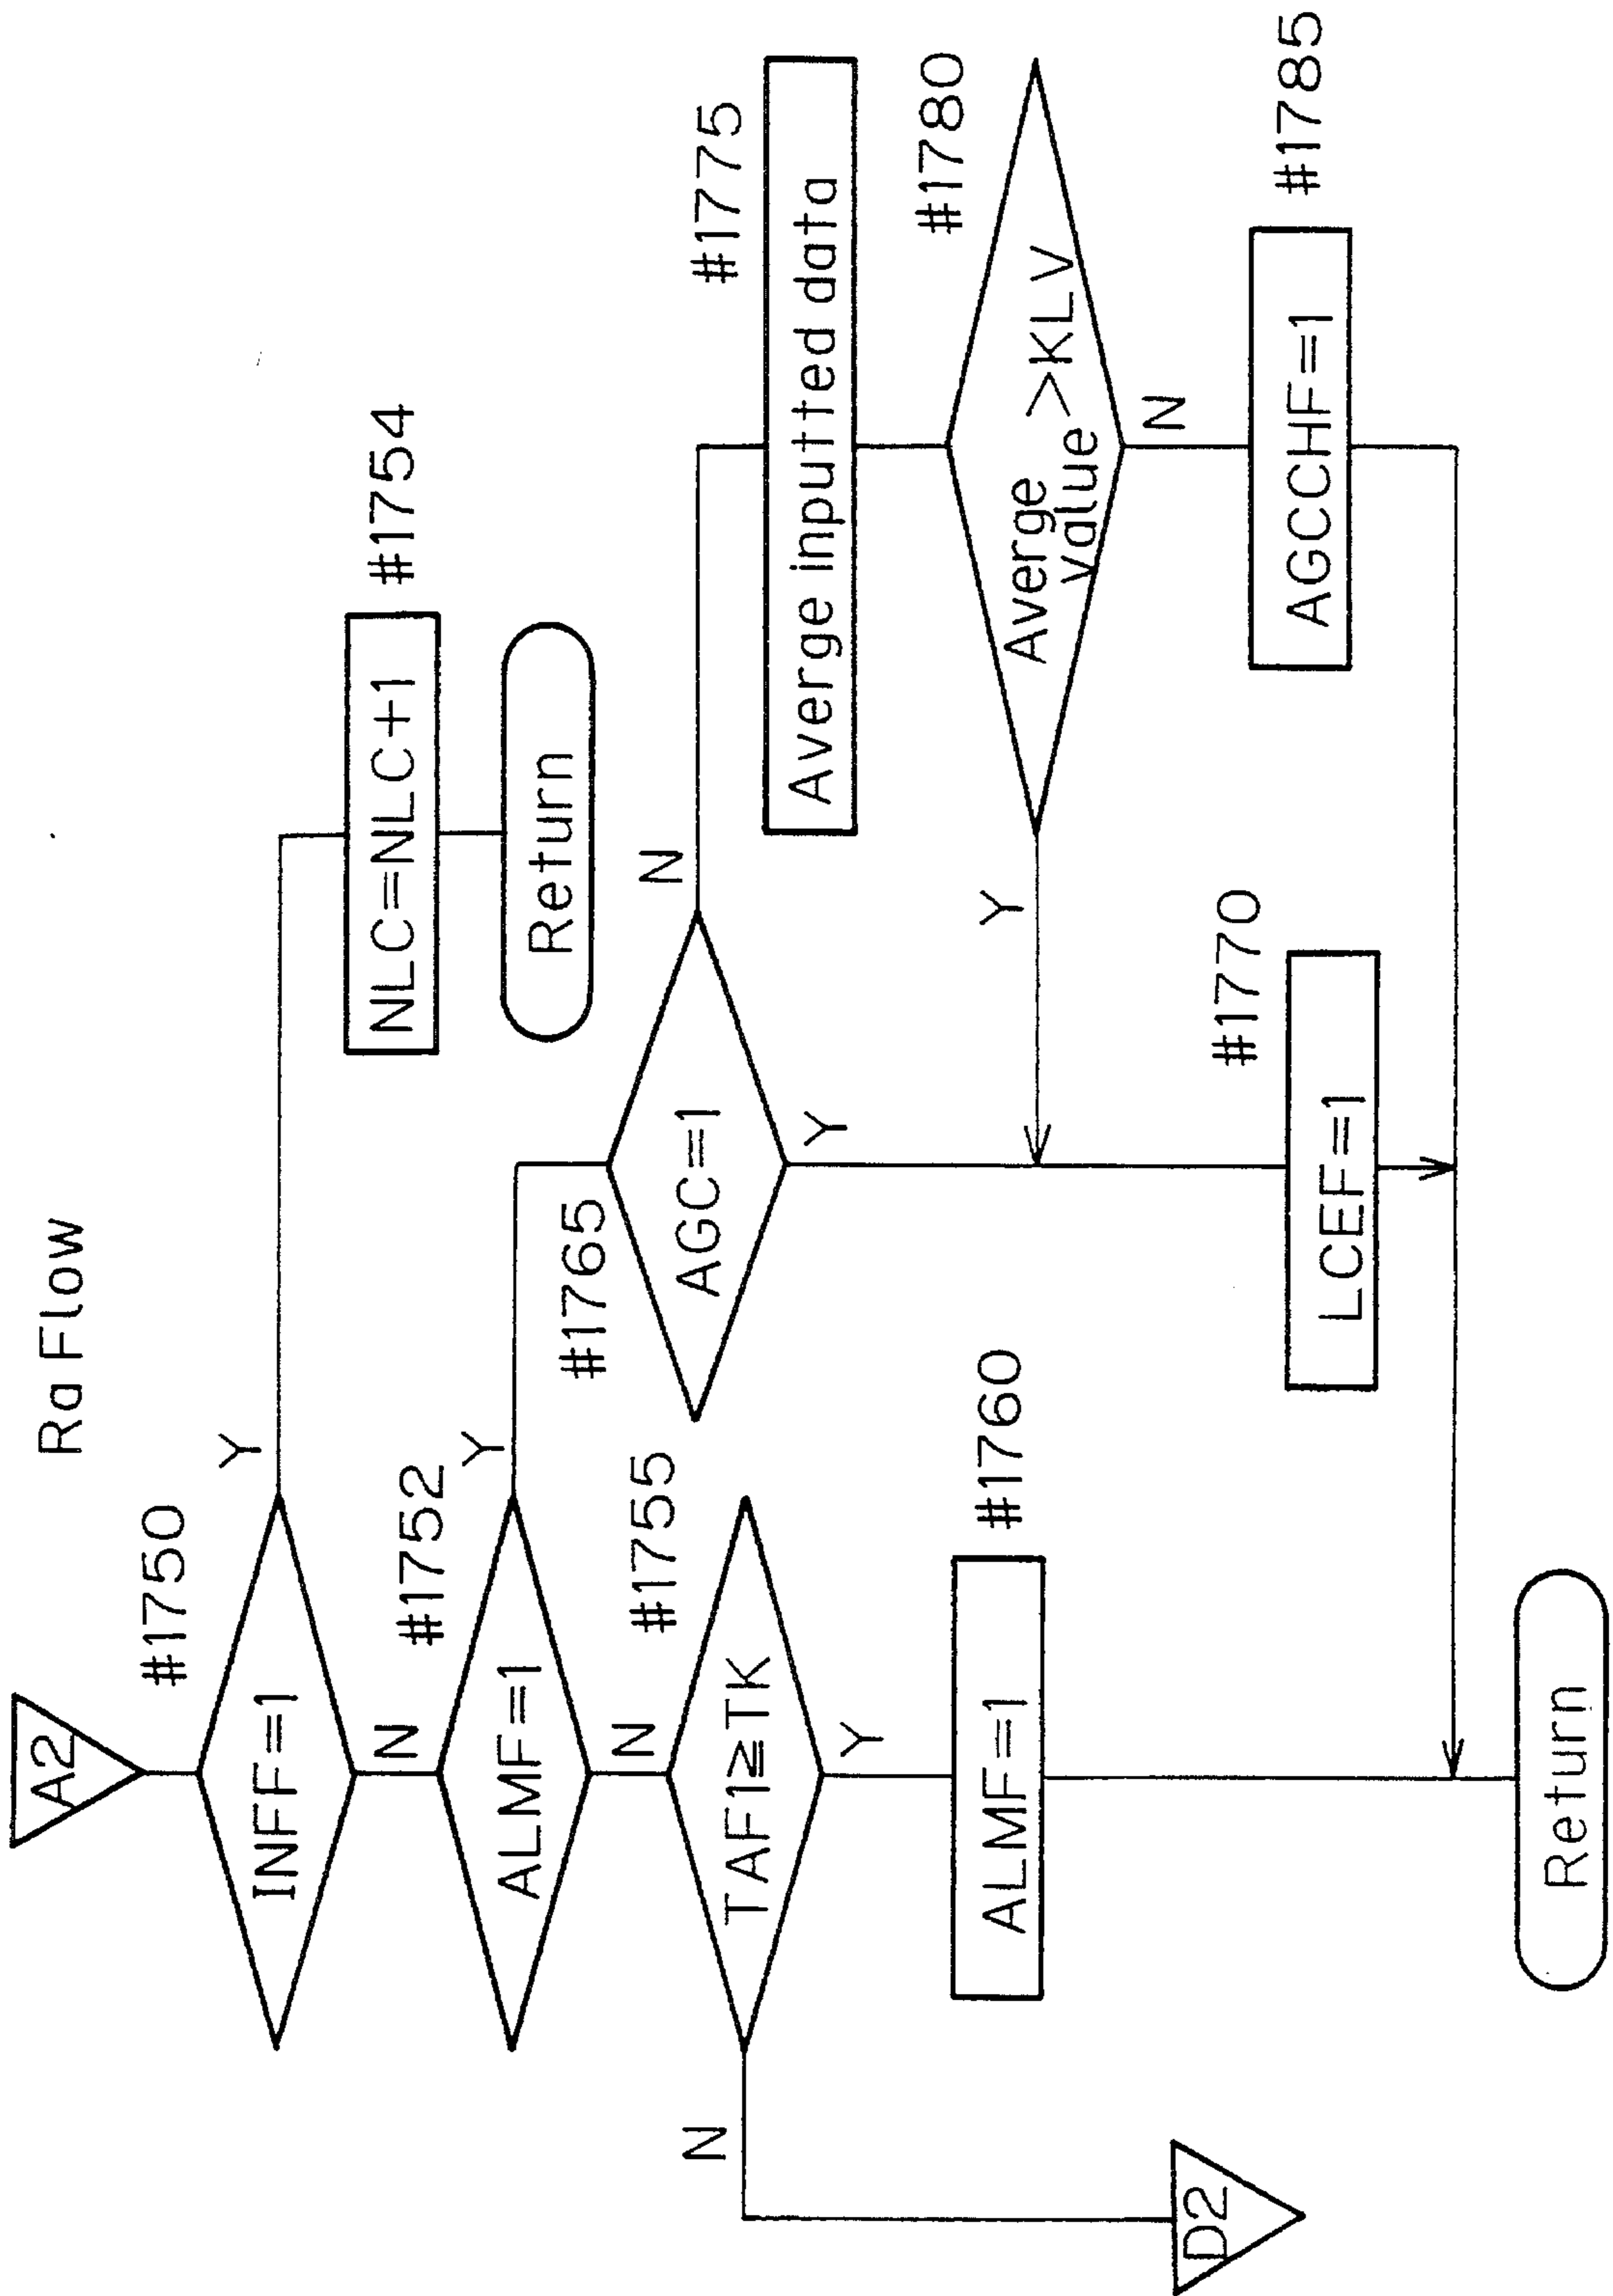 Ra Flow
A2
#1750
INFF=1
Y
N
#1754
NLC=NLC+1
Return
#1752
ALMF=1
Y
N
#1765
AGC=1
N
Y
#1775
Averge inputted data
#1780
Averge
value >KLV
Y
N
#1785
AGCCHF=1
#1755
TAF1≧TK
N
Y
#1760
ALMF=1
#1770
LCEF=1
D2
Return